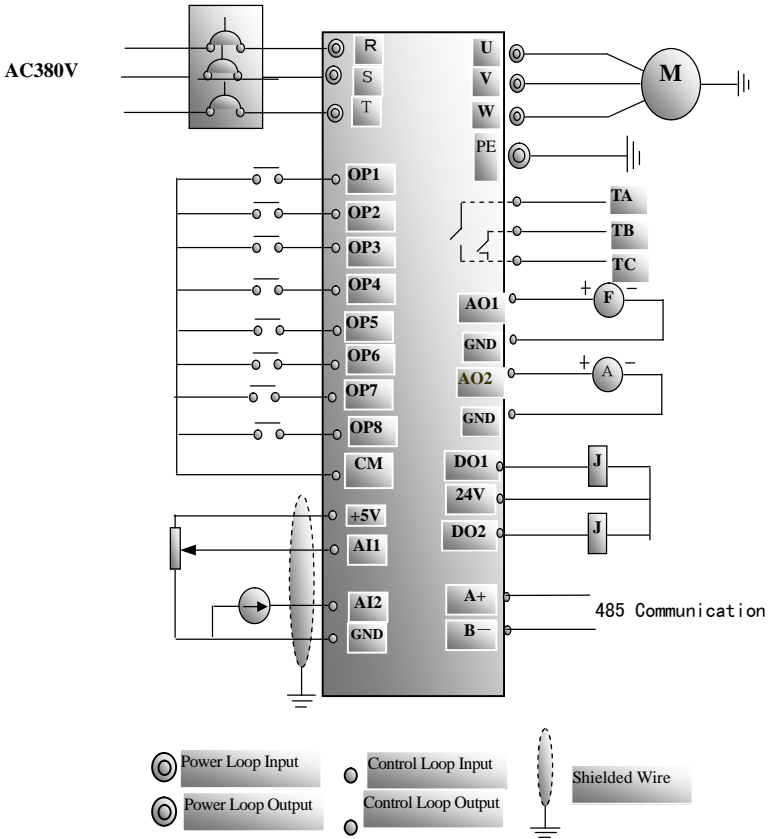 AC380V
R
S
T
U
V
W
PE
M
OP1
OP2
OP3
OP4
OP5
OP6
OP7
OP8
CM
+5V
AI1
AI2
GND
TA
TB
TC
AO1
+ F −
GND
AO2
+ A −
GND
DO1
J
24V
DO2
J
A+
B−
485 Communication
Power Loop Input
Control Loop Input
Power Loop Output
Control Loop Output
Shielded Wire